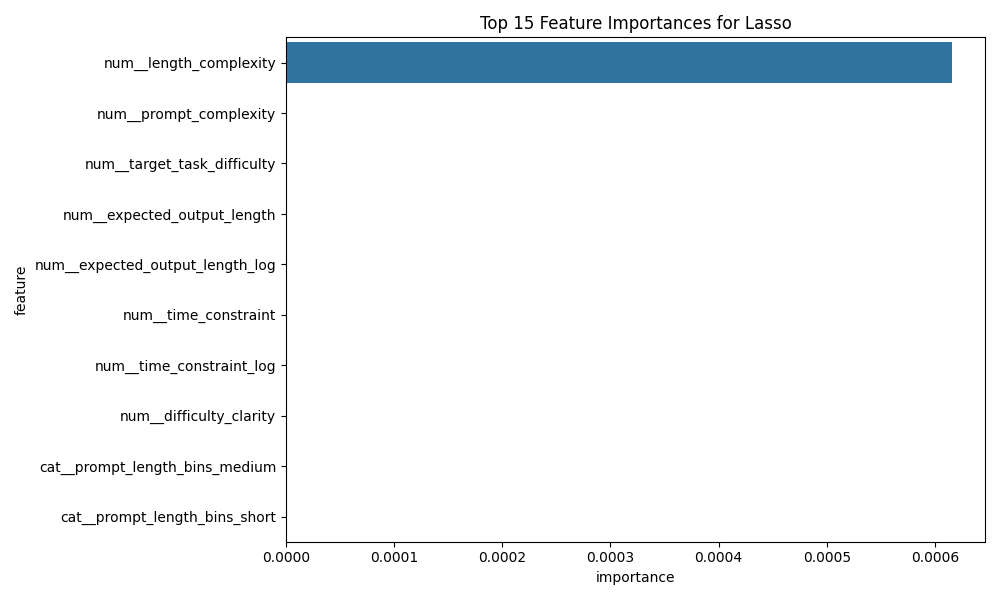 Top 15 Feature Importances for Lasso
num__length_complexity
num__prompt_complexity
num__target_task_difficulty
num__expected_output_length
num__expected_output_length_log
num__time_constraint
num__time_constraint_log
num__difficulty_clarity
cat__prompt_length_bins_medium
cat__prompt_length_bins_short
feature
0.0000 0.0001 0.0002 0.0003 0.0004 0.0005 0.0006
importance